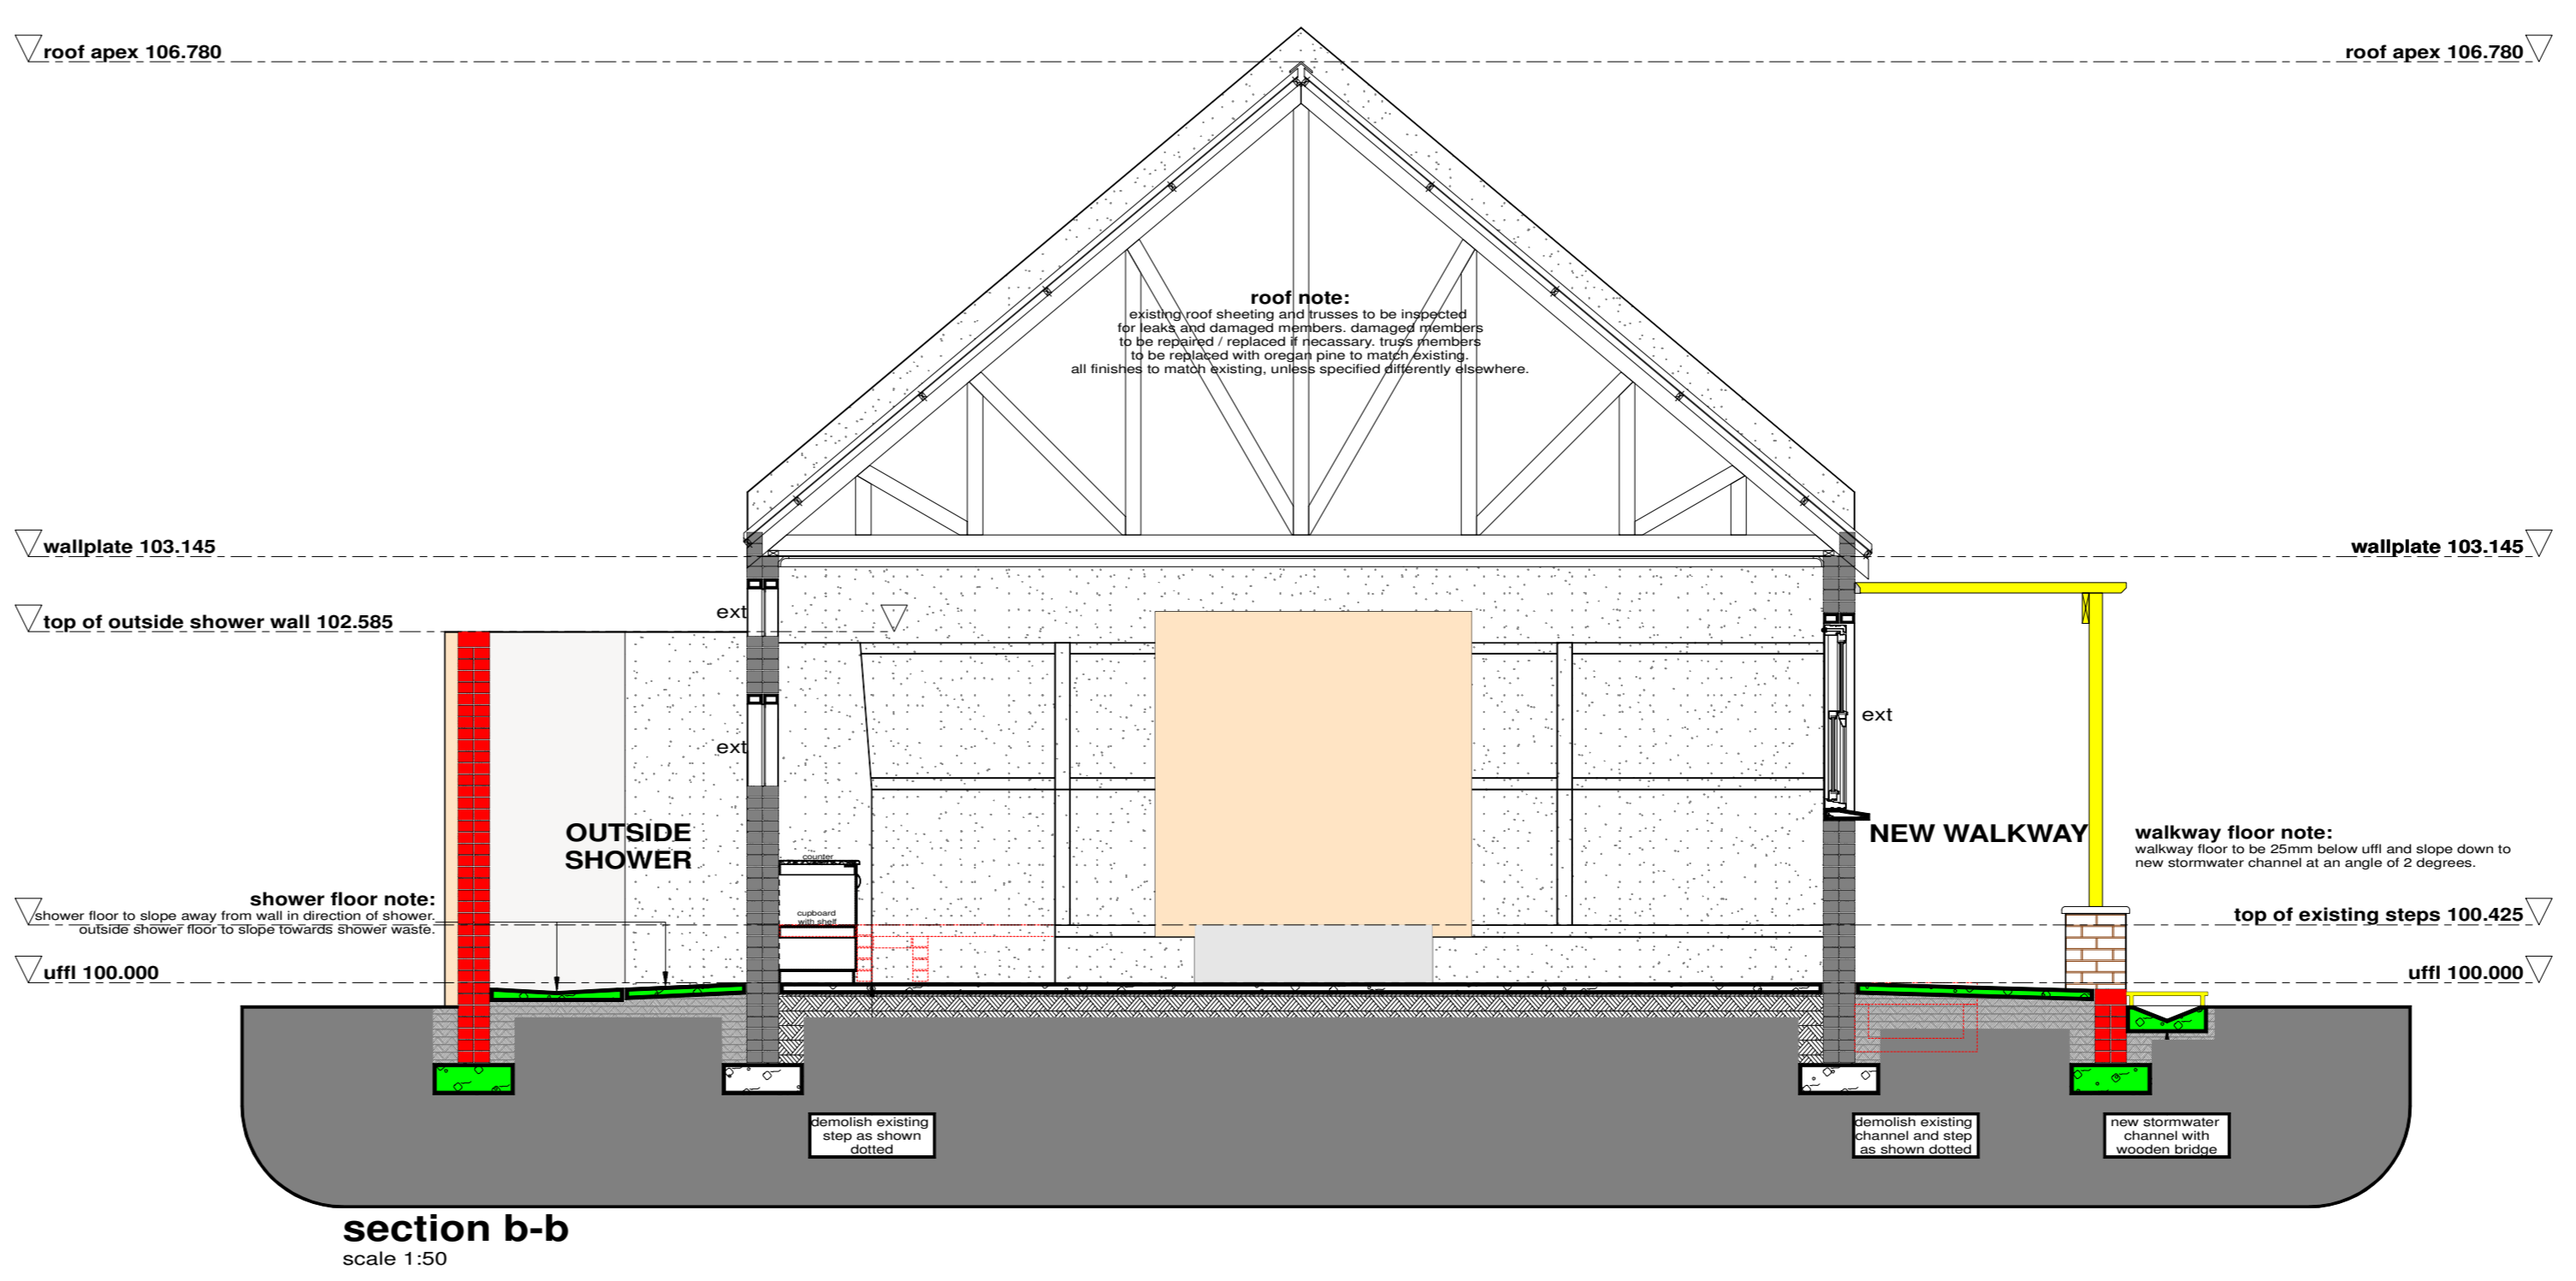 roof apex 106.780
roof apex 106.780
roof note:
existing roof sheeting and trusses to be inspected
for leaks and damaged members. damaged members
to be repaired / replaced if necassary. truss members
to be replaced with oregan pine to match existing.
all finishes to match existing, unless specified differently elsewhere.
wallplate 103.145
wallplate 103.145
top of outside shower wall 102.585
ext
ext
ext
OUTSIDE
SHOWER
NEW WALKWAY
walkway floor note:
walkway floor to be 25mm below uffl and slope down to
new stormwater channel at an angle of 2 degrees.
counter
shower floor note:
shower floor to slope away from wall in direction of shower.
outside shower floor to slope towards shower waste.
cupboard
with shelf
top of existing steps 100.425
uffl 100.000
uffl 100.000
demolish existing
step as shown
dotted
demolish existing
channel and step
as shown dotted
new stormwater
channel with
wooden bridge
section b-b
scale 1:50